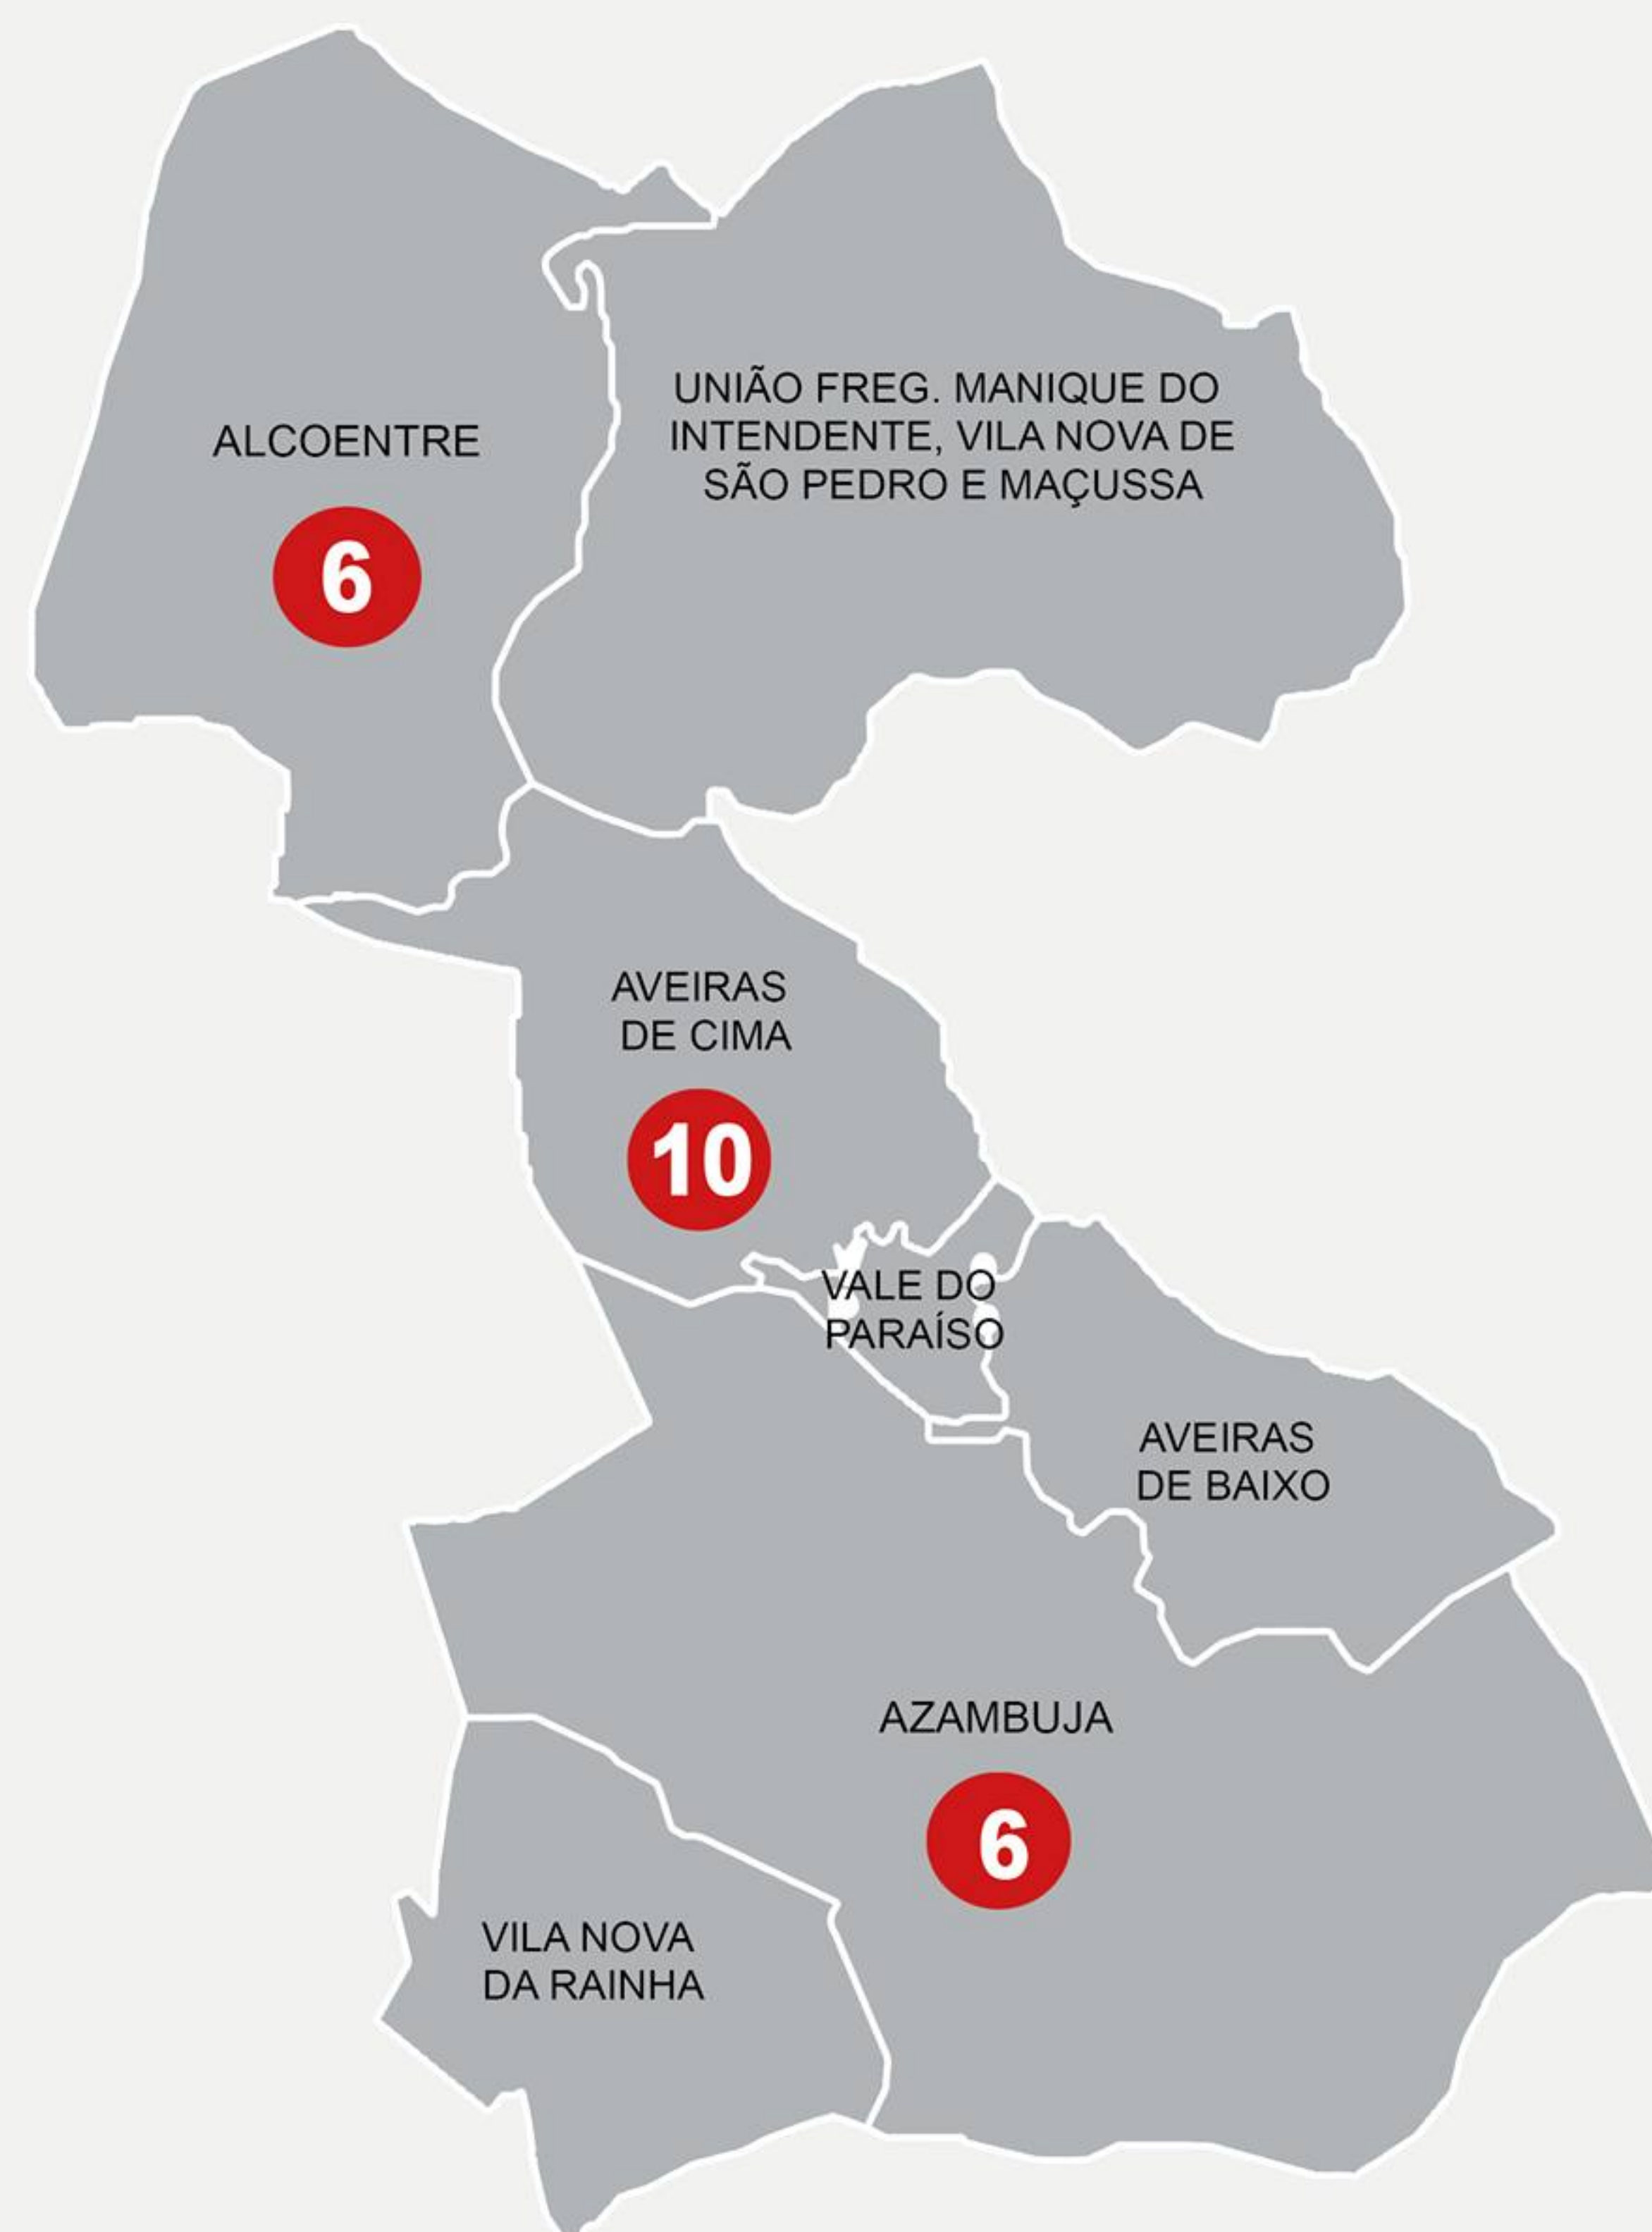 UNIÃO FREG. MANIQUE DO
INTENDENTE, VILA NOVA DE
SÃO PEDRO E MAÇUSSA
ALCOENTRE
6
AVEIRAS
DE CIMA
10
VALE DO
PARAÍSO
AVEIRAS
DE BAIXO
AZAMBUJA
6
VILA NOVA
DA RAINHA